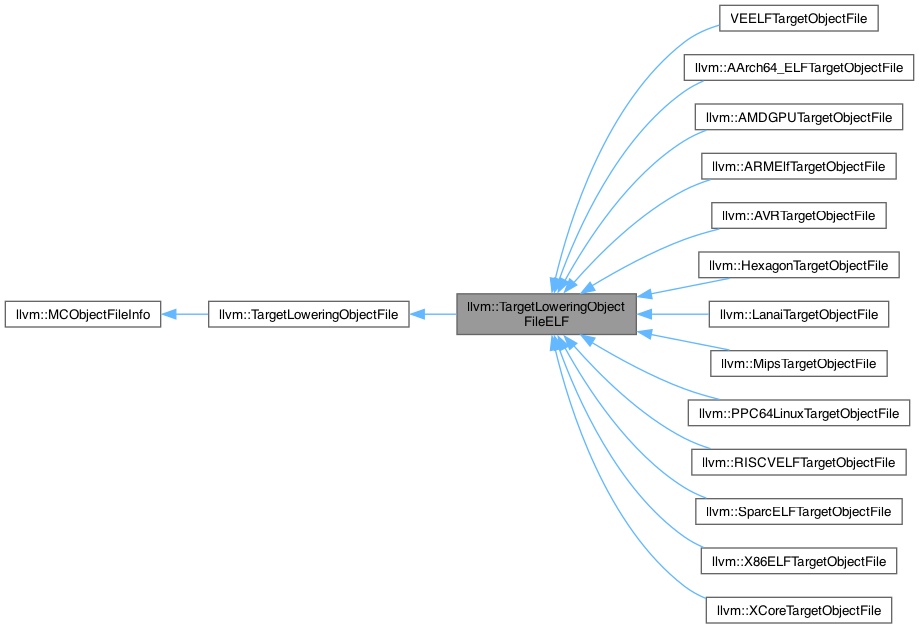 VEELFTargetObjectFile
llvm::AArch64_ELFTargetObjectFile
llvm::AMDGPUTargetObjectFile
llvm::ARMElfTargetObjectFile
llvm::AVRTargetObjectFile
llvm::HexagonTargetObjectFile
llvm::MCObjectFileInfo
llvm::TargetLoweringObjectFile
llvm::TargetLoweringObject
FileELF
llvm::LanaiTargetObjectFile
llvm::MipsTargetObjectFile
llvm::PPC64LinuxTargetObjectFile
llvm::RISCVELFTargetObjectFile
llvm::SparcELFTargetObjectFile
llvm::X86ELFTargetObjectFile
llvm::XCoreTargetObjectFile